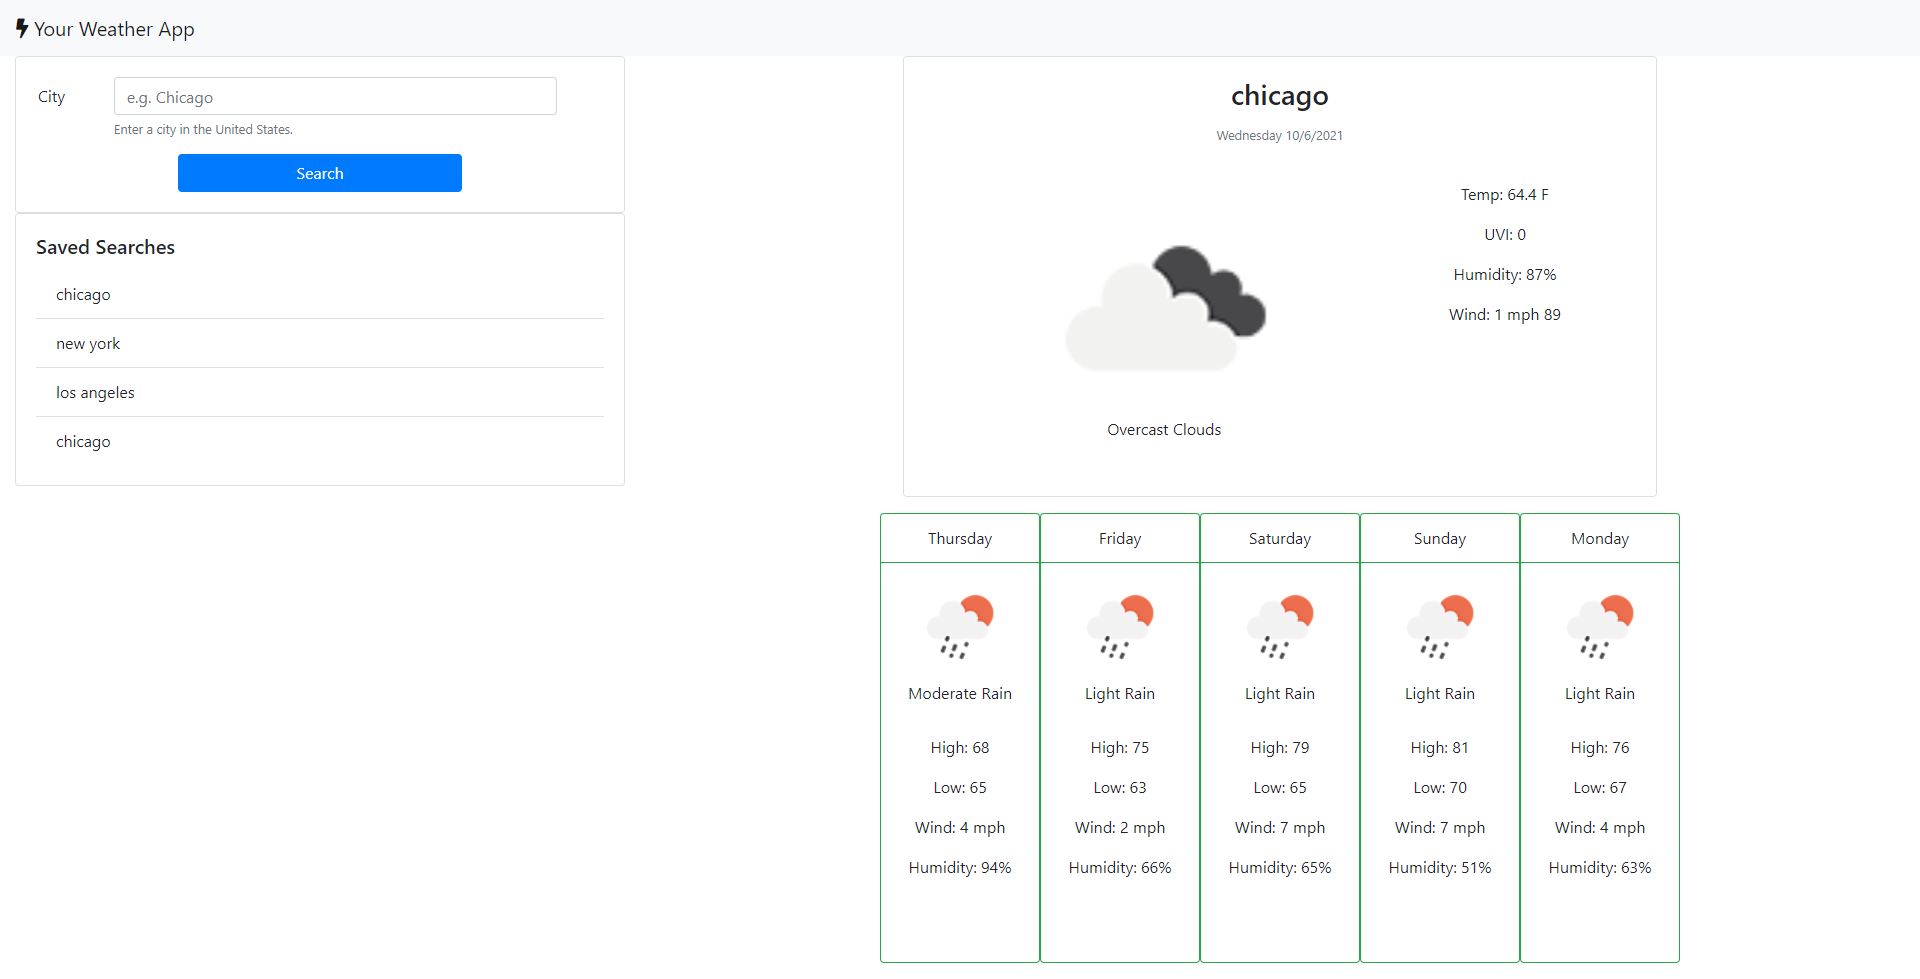 Your Weather App
City
e.g. Chicago
Enter a city in the United States.
Search
Saved Searches
chicago
new york
los angeles
chicago
chicago
Wednesday 10/6/2021
Temp: 64.4 F
UVI: 0
Humidity: 87%
Wind: 1 mph 89
Overcast Clouds
Thursday
Moderate Rain
High: 68
Low: 65
Wind: 4 mph
Humidity: 94%
Friday
Light Rain
High: 75
Low: 63
Wind: 2 mph
Humidity: 66%
Saturday
Light Rain
High: 79
Low: 65
Wind: 7 mph
Humidity: 65%
Sunday
Light Rain
High: 81
Low: 70
Wind: 7 mph
Humidity: 51%
Monday
Light Rain
High: 76
Low: 67
Wind: 4 mph
Humidity: 63%